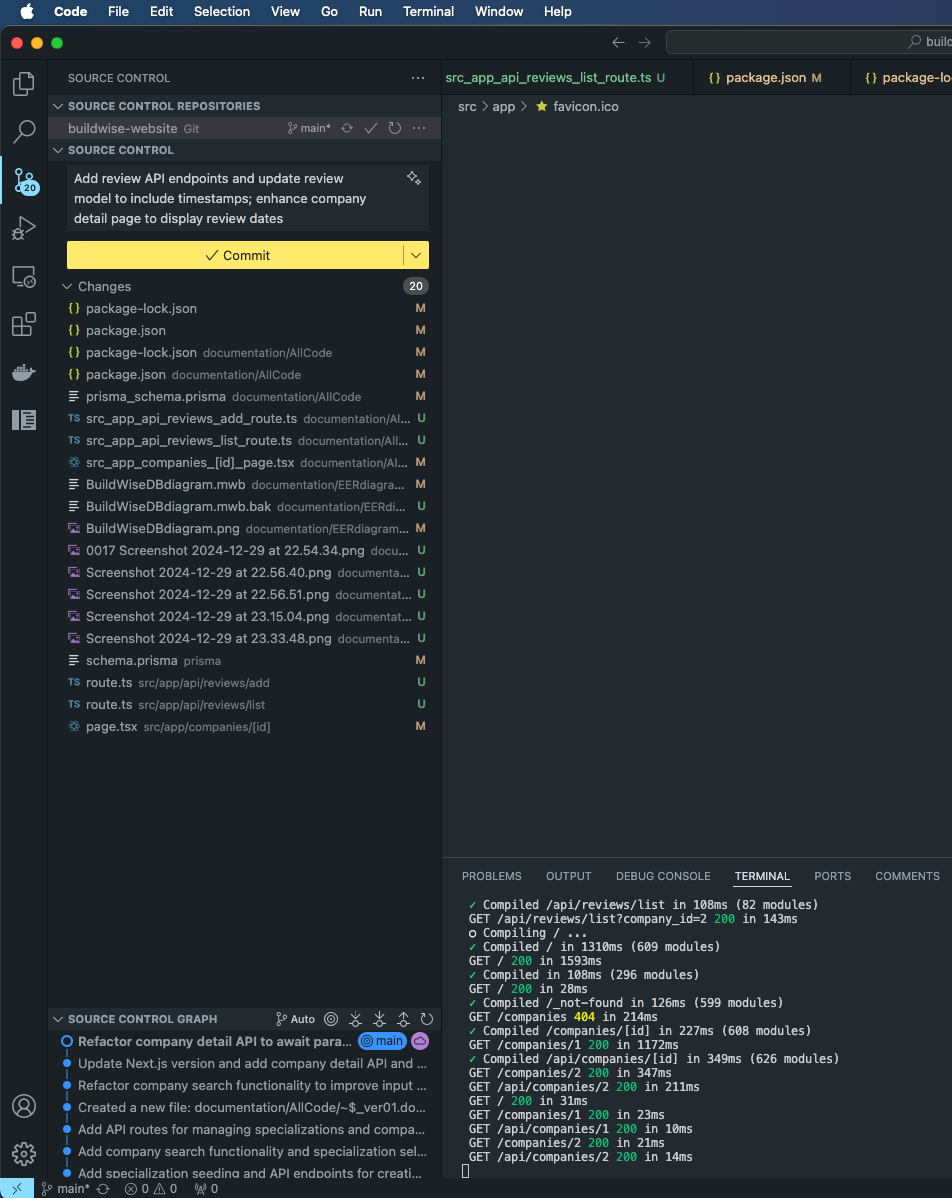 Code File Edit Selection View Go Run Terminal Window Help
build
SOURCE CONTROL ...
SOURCE CONTROL REPOSITORIES
buildwise-website Git main* ...
SOURCE CONTROL
Add review API endpoints and update review
model to include timestamps; enhance company
detail page to display review dates
Commit
Changes 20
{} package-lock.json M
{} package.json M
{} package-lock.json documentation/AllCode M
{} package.json documentation/AllCode M
prisma_schema.prisma documentation/AllCode M
TS src_app_api_reviews_add_route.ts documentation/Al... U
TS src_app_api_reviews_list_route.ts documentation/All... U
src_app_companies_[id]_page.tsx documentation/Al... M
BuildWiseDBdiagram.mwb documentation/EERdiagra... M
BuildWiseDBdiagram.mwb.bak documentation/EERdi... U
BuildWiseDBdiagram.png documentation/EERdiagram... M
0017 Screenshot 2024-12-29 at 22.54.34.png docu... U
Screenshot 2024-12-29 at 22.56.40.png documenta... U
Screenshot 2024-12-29 at 22.56.51.png documentat... U
Screenshot 2024-12-29 at 23.15.04.png documentat... U
Screenshot 2024-12-29 at 23.33.48.png documenta... U
schema.prisma prisma M
TS route.ts src/app/api/reviews/add U
TS route.ts src/app/api/reviews/list U
page.tsx src/app/companies/[id] M
SOURCE CONTROL GRAPH Auto
Refactor company detail API to await para... main
Update Next.js version and add company detail API and ...
Refactor company search functionality to improve input ...
Created a new file: documentation/AllCode/~$_ver01.do...
Add API routes for managing specializations and compa...
Add company search functionality and specialization sel...
Add specialization seeding and API endpoints for creati...
20
src_app_api_reviews_list_route.ts U {} package.json M {} package-lo
src > app > favicon.ico
PROBLEMS OUTPUT DEBUG CONSOLE TERMINAL PORTS COMMENTS
✓ Compiled /api/reviews/list in 108ms (82 modules)
GET /api/reviews/list?company_id=2 200 in 143ms
○ Compiling / ...
✓ Compiled / in 1310ms (609 modules)
GET / 200 in 1593ms
✓ Compiled in 108ms (296 modules)
GET / 200 in 28ms
✓ Compiled /_not-found in 126ms (599 modules)
GET /companies 404 in 214ms
✓ Compiled /companies/[id] in 227ms (608 modules)
GET /companies/1 200 in 1172ms
✓ Compiled /api/companies/[id] in 349ms (626 modules)
GET /companies/2 200 in 347ms
GET /api/companies/2 200 in 211ms
GET / 200 in 31ms
GET /companies/1 200 in 23ms
GET /api/companies/1 200 in 10ms
GET /companies/2 200 in 21ms
GET /api/companies/2 200 in 14ms
main* 0 0 0